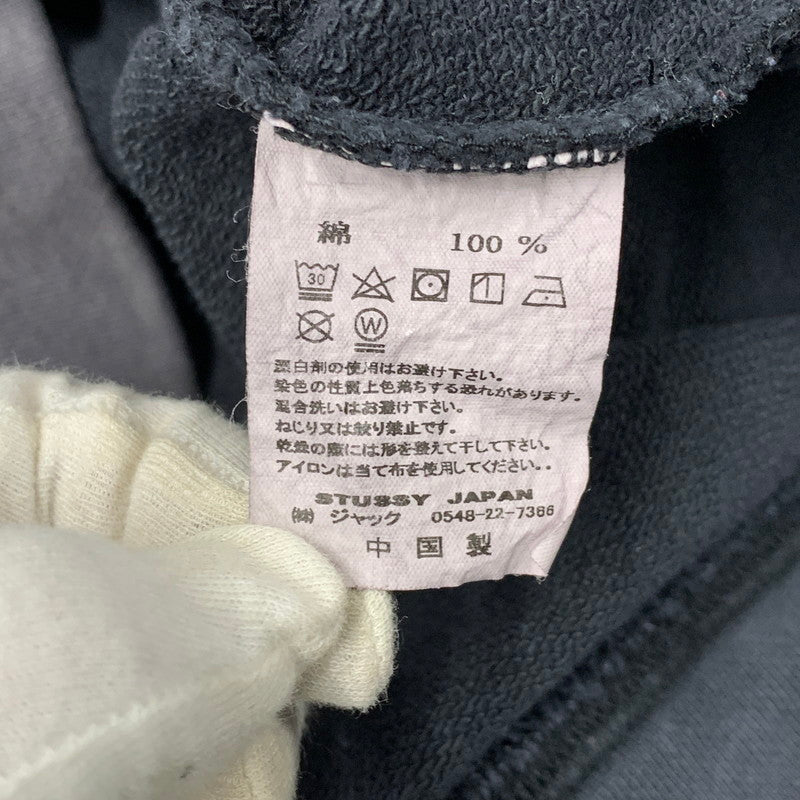 綿 100 %
30
W
漂白剤の使用はお避け下さい。
染色の性質上色落ちする恐れがあります。
混合洗いはお避け下さい。
ねじり又は絞り禁止です。
乾燥の際には形を整えて干して下さい。
アイロンは当て布を使用してください。
STUSSY JAPAN
㈱ ジャック 0548-22-7366
中国製